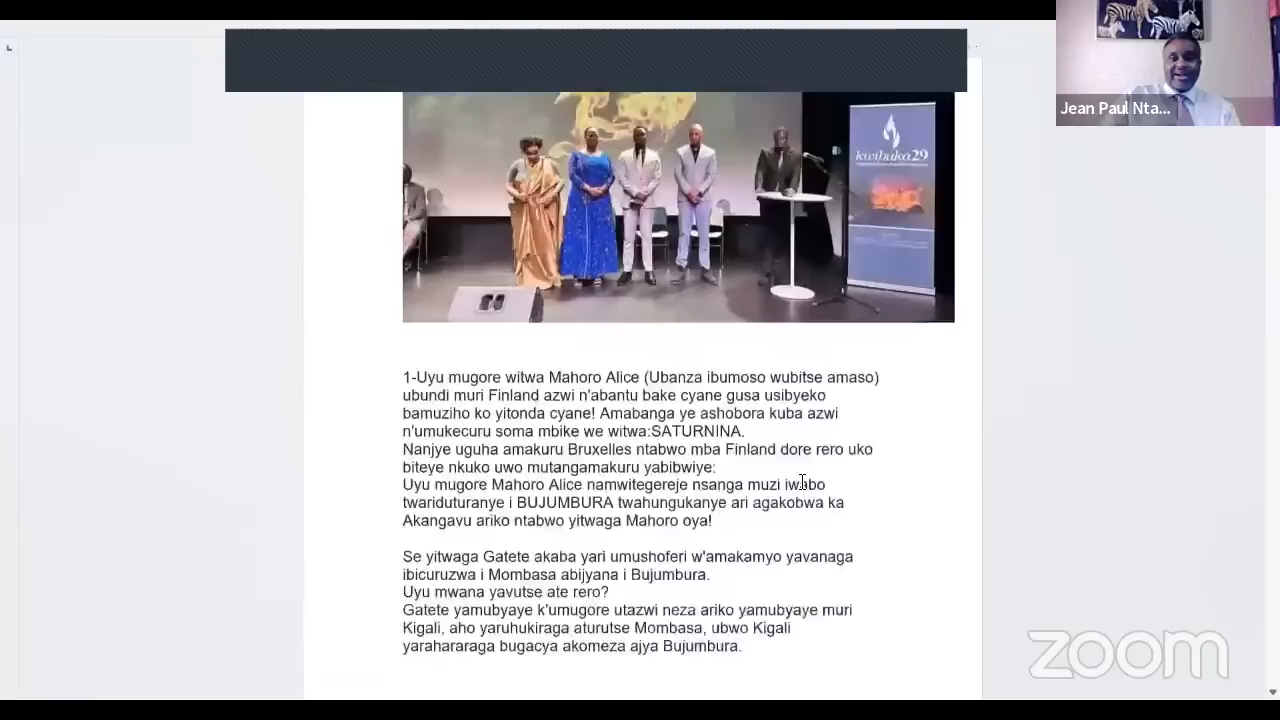 Jean Paul Nta...
kwibuka29
1-Uyu mugore witwa Mahoro Alice (Ubanza ibumoso wubitse amaso)
ubundi muri Finland azwi n'abantu bake cyane gusa usibyeko
bamuziho ko yitonda cyane! Amabanga ye ashobora kuba azwi
n'umukecuru soma mbike we witwa:SATURNINA.
Nanjye uguha amakuru Bruxelles ntabwo mba Finland dore rero uko
biteye nkuko uwo mutangamakuru yabibwiye:
Uyu mugore Mahoro Alice namwitegereje nsanga muzi iwabo
twariduturanye i BUJUMBURA twahungukanye ari agakobwa ka
Akangavu ariko ntabwo yitwaga Mahoro oya!
Se yitwaga Gatete akaba yari umushoferi w'amakamyo yavanaga
ibicuruzwa i Mombasa abijyana i Bujumbura.
Uyu mwana yavutse ate rero?
Gatete yamubyaye k'umugore utazwi neza ariko yamubyaye muri
Kigali, aho yaruhukiraga aturutse Mombasa, ubwo Kigali
yarahararaga bugacya akomeza ajya Bujumbura.
zoom